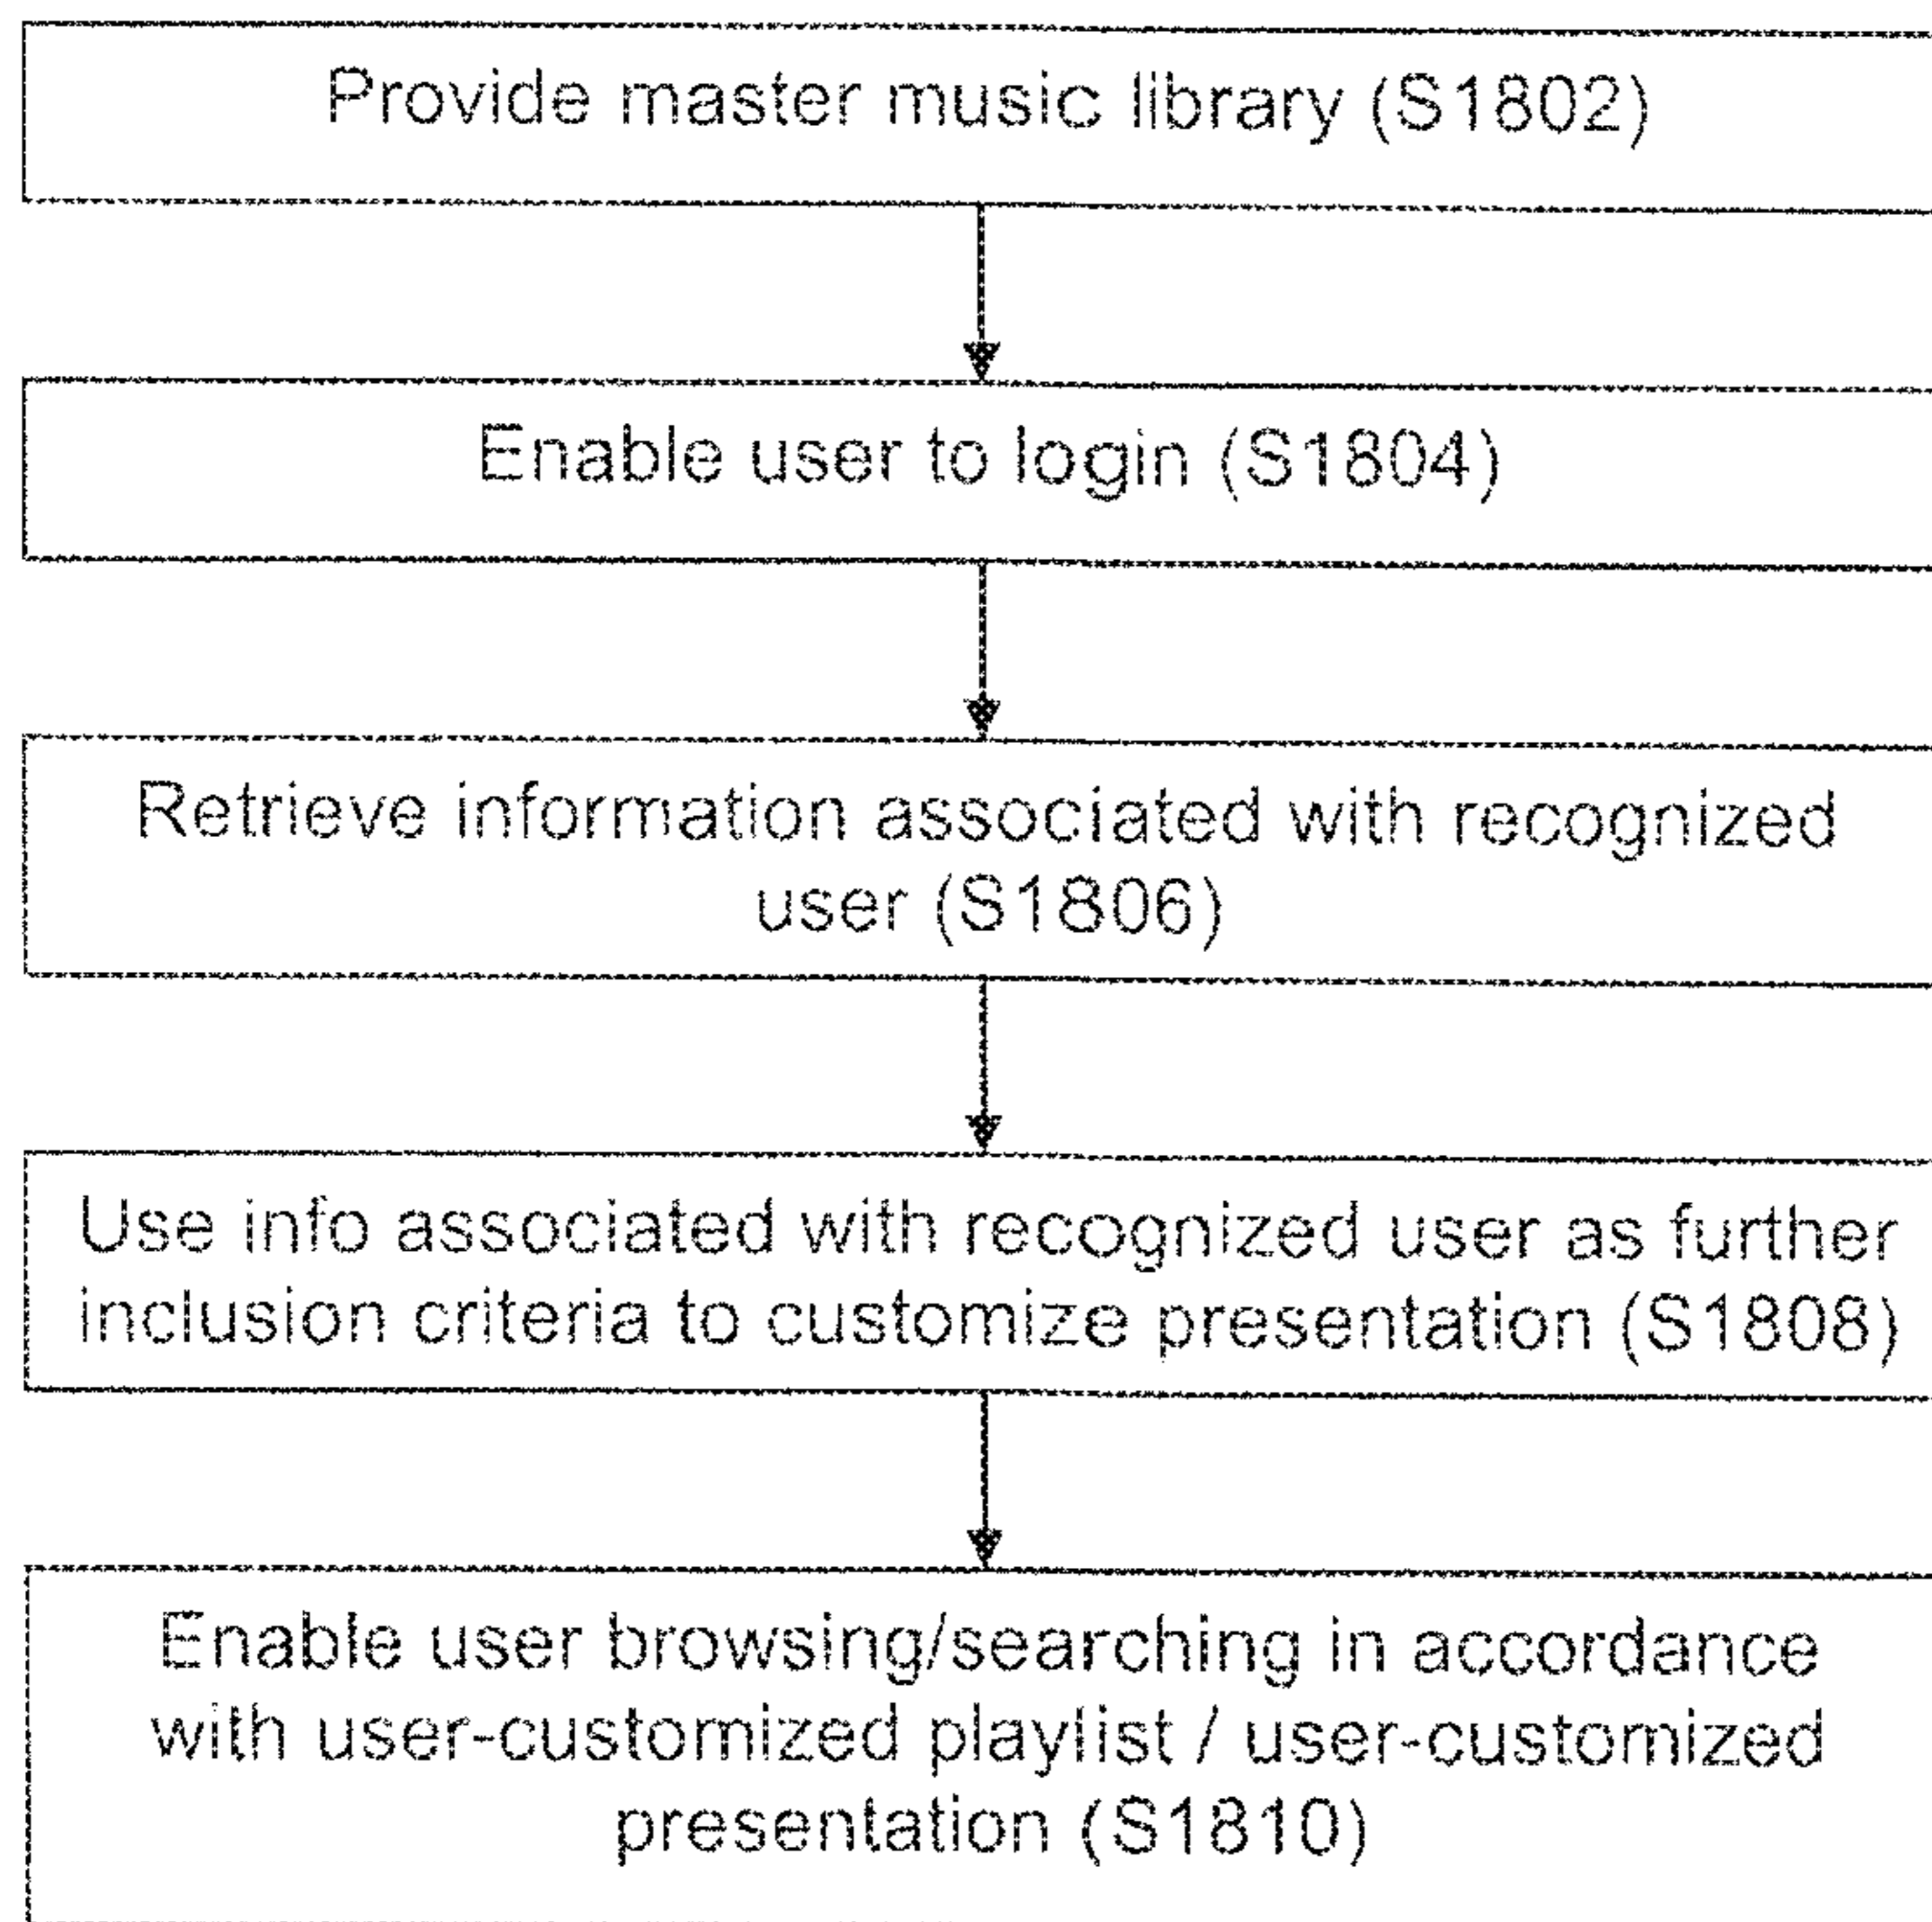 Provide master music library (S1802)
Enable user to login (S1804)
Retrieve information associated with recognized
user (S1806)
Use info associated with recognized user as further
inclusion criteria to customize presentation (S1808)
Enable user browsing/searching in accordance
with user-customized playlist / user-customized
presentation (S1810)